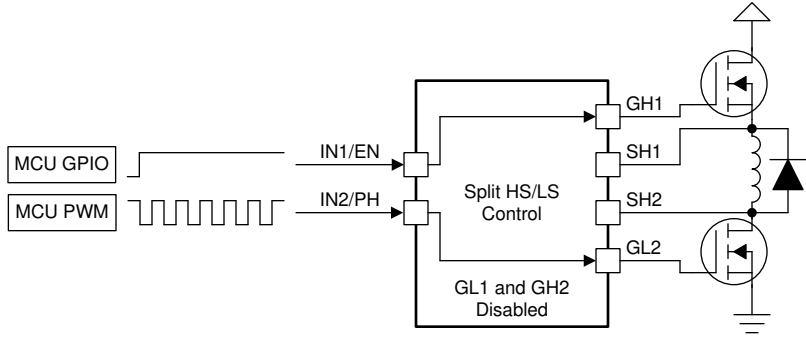 GH1
IN1/EN
MCU GPIO
SH1
Split HS/LS
Control
IN2/PH
MCU PWM
SH2
GL2
GL1 and GH2
Disabled